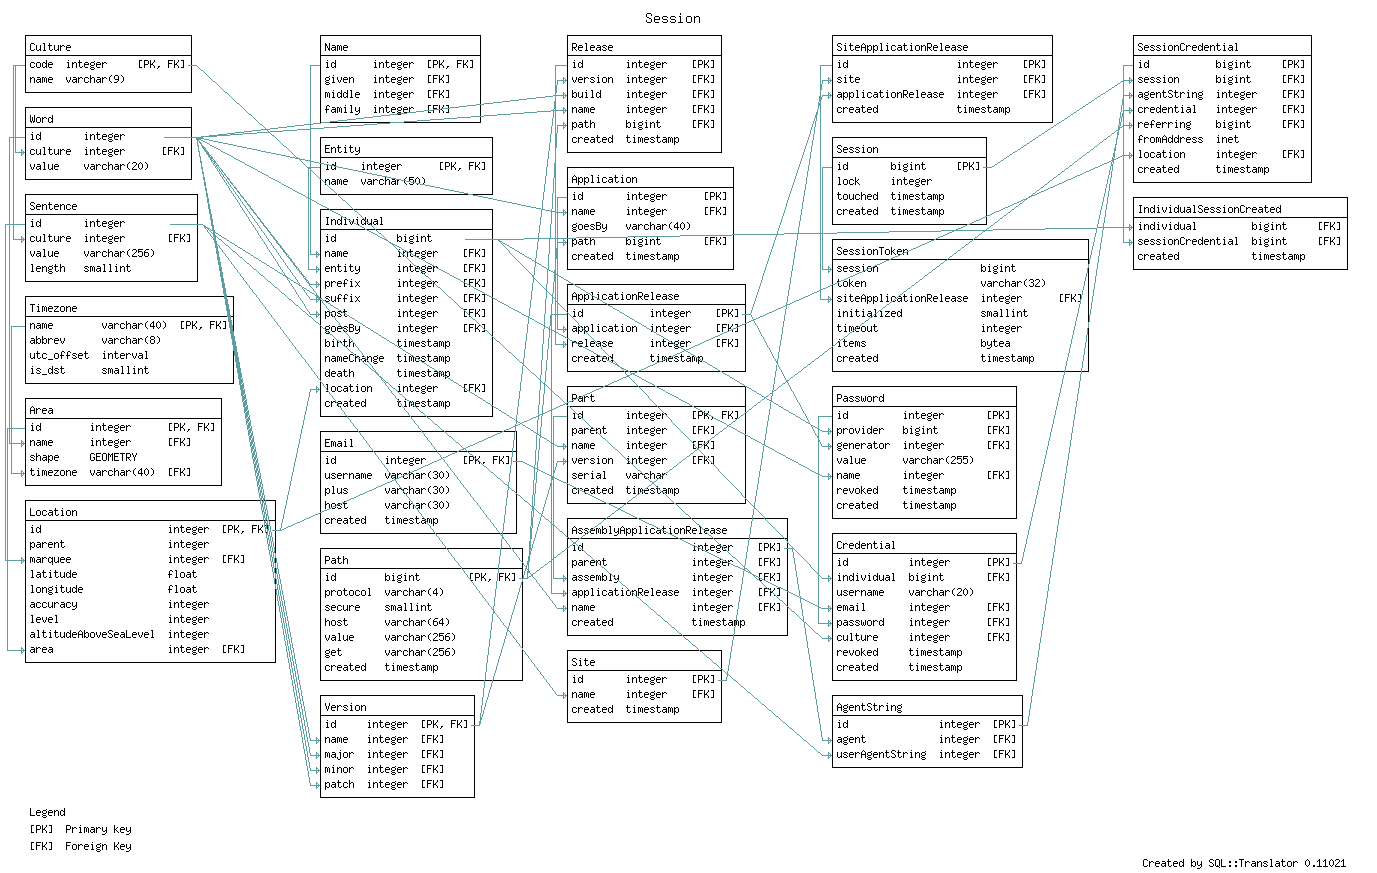 Session
Culture
code integer [PK, FK]
name varchar(9)
Word
id integer
culture integer [FK]
value varchar(20)
Sentence
id integer
culture integer [FK]
value varchar(256)
length smallint
Timezone
name varchar(40) [PK, FK]
abbrev varchar(8)
utc_offset interval
is_dst smallint
Area
id integer [PK, FK]
name integer [FK]
shape GEOMETRY
timezone varchar(40) [FK]
Location
id integer [PK, FK]
parent integer
marquee integer [FK]
latitude float
longitude float
accuracy integer
level integer
altitudeAboveSeaLevel integer
area integer [FK]
Name
id integer [PK, FK]
given integer [FK]
middle integer [FK]
family integer [FK]
Entity
id integer [PK, FK]
name varchar(50)
Individual
id bigint
name integer [FK]
entity integer [FK]
prefix integer [FK]
suffix integer [FK]
post integer [FK]
goesBy integer [FK]
birth timestamp
nameChange timestamp
death timestamp
location integer [FK]
created timestamp
Email
id integer [PK, FK]
username varchar(30)
plus varchar(30)
host varchar(30)
created timestamp
Path
id bigint [PK, FK]
protocol varchar(4)
secure smallint
host varchar(64)
value varchar(256)
get varchar(256)
created timestamp
Version
id integer [PK, FK]
name integer [FK]
major integer [FK]
minor integer [FK]
patch integer [FK]
Release
id integer [PK]
version integer [FK]
build integer [FK]
name integer [FK]
path bigint [FK]
created timestamp
Application
id integer [PK]
name integer [FK]
goesBy varchar(40)
path bigint [FK]
created timestamp
ApplicationRelease
id integer [PK]
application integer [FK]
release integer [FK]
created timestamp
Part
id integer [PK, FK]
parent integer [FK]
name integer [FK]
version integer [FK]
serial varchar
created timestamp
AssemblyApplicationRelease
id integer [PK]
parent integer [FK]
assembly integer [FK]
applicationRelease integer [FK]
name integer [FK]
created timestamp
Site
id integer [PK]
name integer [FK]
created timestamp
SiteApplicationRelease
id integer [PK]
site integer [FK]
applicationRelease integer [FK]
created timestamp
Session
id bigint [PK]
lock integer
touched timestamp
created timestamp
SessionToken
session bigint
token varchar(32)
siteApplicationRelease integer [FK]
initialized smallint
timeout integer
items bytea
created timestamp
Password
id integer [PK]
provider bigint [FK]
generator integer [FK]
value varchar(255)
name integer [FK]
revoked timestamp
created timestamp
Credential
id integer [PK]
individual bigint [FK]
username varchar(20)
email integer [FK]
password integer [FK]
culture integer [FK]
revoked timestamp
created timestamp
AgentString
id integer [PK]
agent integer [FK]
userAgentString integer [FK]
SessionCredential
id bigint [PK]
session bigint [FK]
agentString integer [FK]
credential integer [FK]
referring bigint [FK]
fromAddress inet
location integer [FK]
created timestamp
IndividualSessionCreated
individual bigint [FK]
sessionCredential bigint [FK]
created timestamp
Legend
[PK] Primary key
[FK] Foreign Key
Created by SQL::Translator 0.11021